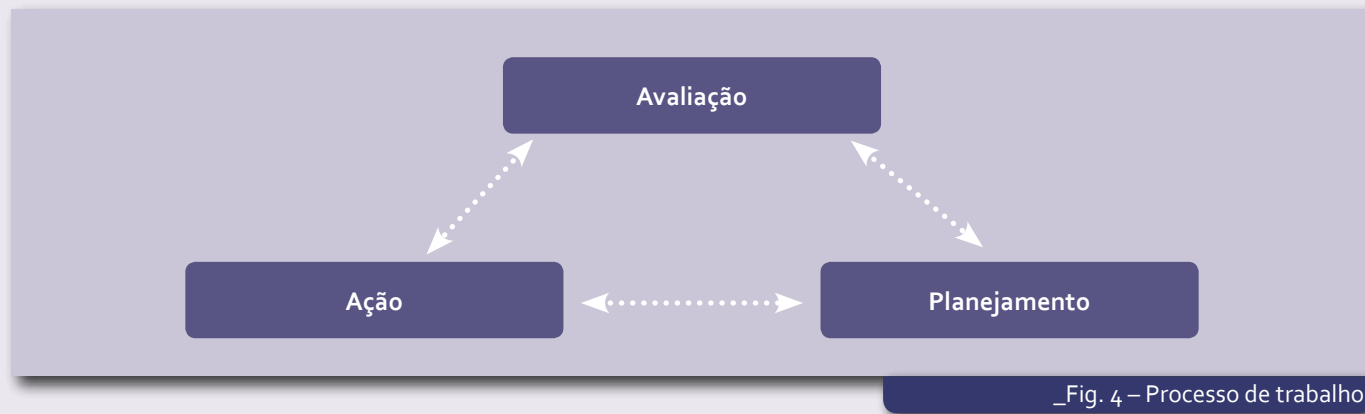 Avaliação
Ação
Planejamento
_Fig. 4 – Processo de trabalho